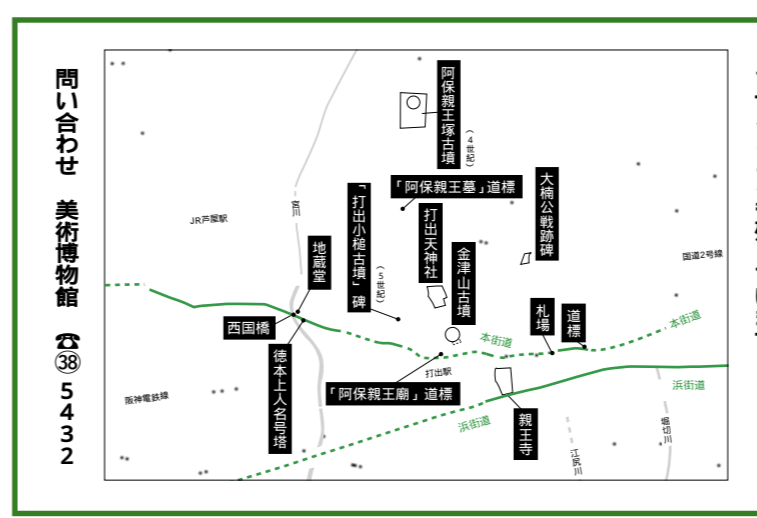 阿保親王塚古墳
（4世紀）
「阿保親王墓」道標
大楠公戦跡碑
「打出小槌古墳」碑
（5世紀）
打出天神社
金津山古墳
宮川
JR芦屋駅
地蔵堂
国道2号線
札場
道標
西国橋
本街道
本街道
徳本上人名号塔
打出駅
「阿保親王廟」道標
浜街道
阪神電鉄線
浜街道
親王寺
堀切川
江尻川
問い合わせ　美術博物館　☎㊳5432